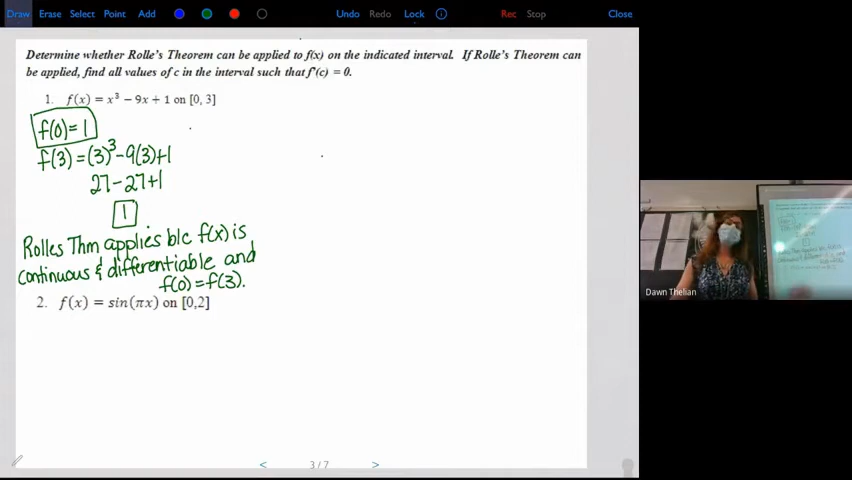 Draw Erase Select Point Add Undo Redo Lock Rec Stop Close
Determine whether Rolle's Theorem can be applied to f(x) on the indicated interval. If Rolle's Theorem can
be applied, find all values of c in the interval such that f'(c) = 0.
1. f(x) = x³ − 9x + 1 on [0, 3]
f(0)=1
f(3) = (3)³-9(3)+1
27-27+1
1
Rolles Thm applies b/c f(x) is
continuous & differentiable and
f(0) = f(3).
2. f(x) = sin(πx) on [0,2]
Dawn Thelian
< 3/7 >